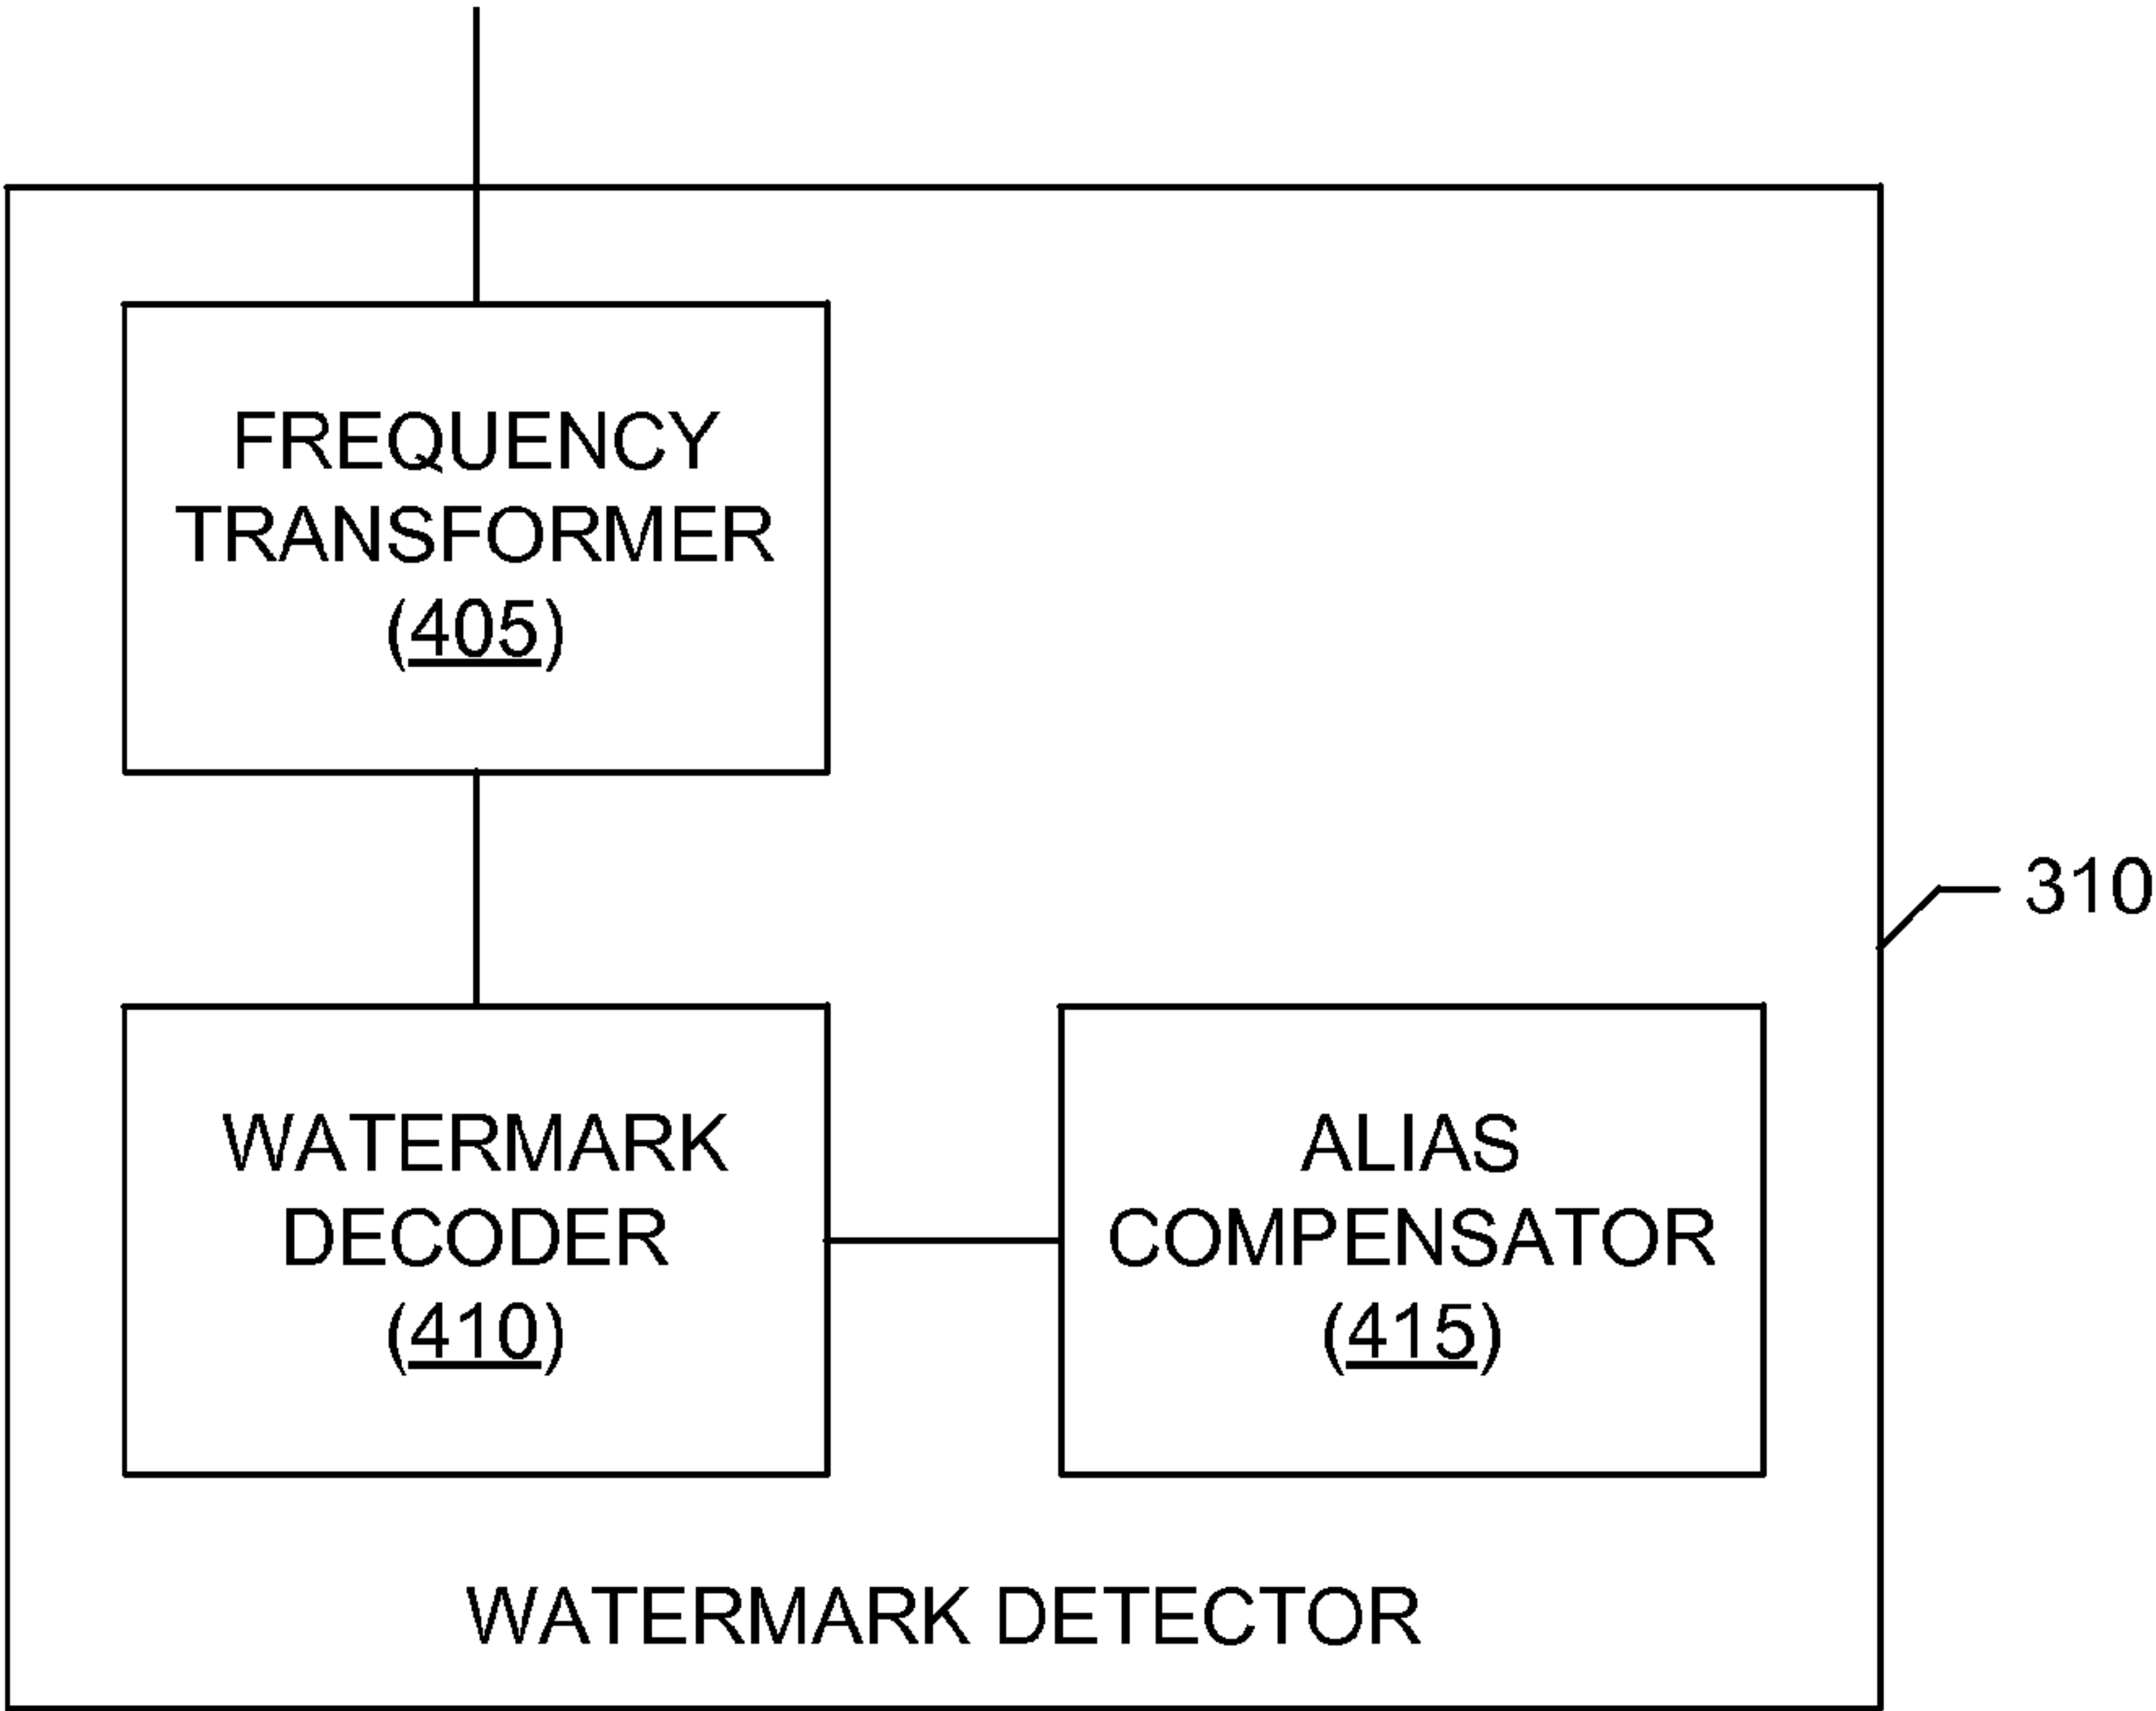 FREQUENCY
TRANSFORMER
(405)
310
WATERMARK
DECODER
(410)
ALIAS
COMPENSATOR
(415)
WATERMARK DETECTOR